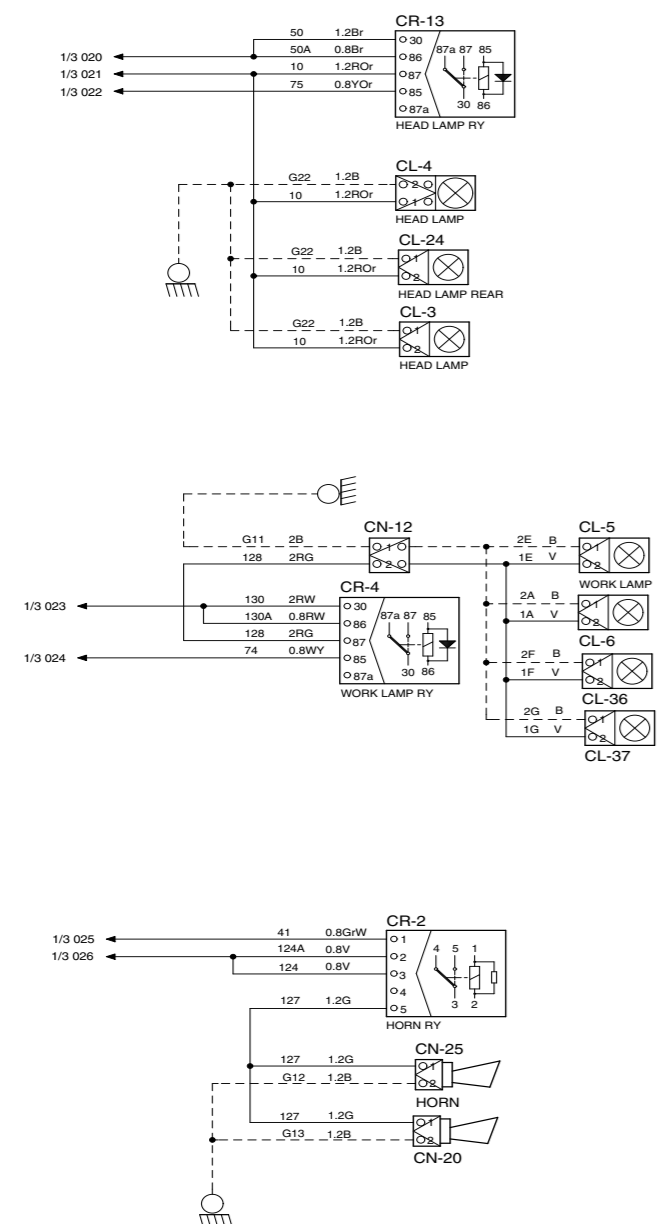 CR-13
50 1.2Br 30
1/3 020 50A 0.8Br 86
1/3 021 10 1.2ROr 87
1/3 022 75 0.8YOr 85
87a
87a 87 85
30 86
HEAD LAMP RY
CL-4
G22 1.2B 2
10 1.2ROr 1
HEAD LAMP
CL-24
G22 1.2B 1
10 1.2ROr 2
HEAD LAMP REAR
CL-3
G22 1.2B 1
10 1.2ROr 2
HEAD LAMP
CN-12
G11 2B 1
128 2RG 2
CL-5
2E B 1
1E V 2
WORK LAMP
2A B 1
1A V 2
CL-6
2F B 1
1F V 2
CL-36
2G B 1
1G V 2
CL-37
CR-4
1/3 023 130 2RW 30
130A 0.8RW 86
128 2RG 87
1/3 024 74 0.8WY 85
87a
87a 87 85
30 86
WORK LAMP RY
CR-2
1/3 025 41 0.8GrW 1
1/3 026 124A 0.8V 2
124 0.8V 3
4
127 1.2G 5
4 5 1
3 2
HORN RY
CN-25
127 1.2G 1
G12 1.2B 2
HORN
127 1.2G 1
G13 1.2B 2
CN-20